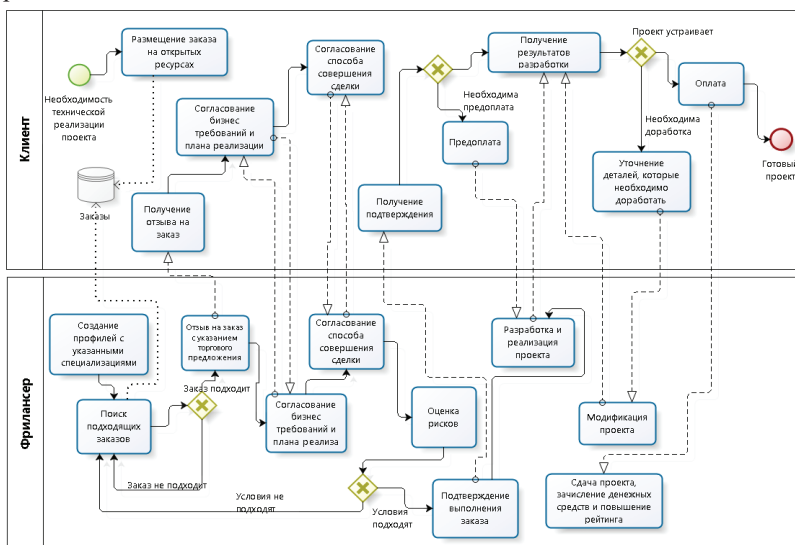 Клиент
Необходимость
технической
реализации
проекта
Размещение заказа
на открытых
ресурсах
Заказы
Получение
отзыва на
заказ
Согласование
бизнес
требований и
плана реализации
Согласование
способа
совершения
сделки
Получение
подтверждения
Необходима
предоплата
Предоплата
Получение
результатов
разработки
Проект устраивает
Необходима
доработка
Уточнение
деталей, которые
необходимо
доработать
Оплата
Готовый
проект
Фрилансер
Создание
профилей с
указанными
специализациями
Поиск
подходящих
заказов
Заказ подходит
Заказ не подходит
Отзыв на заказ
с указанием
торгового
предложения
Согласование
бизнес
требований и
плана реализа
Согласование
способа
совершения
сделки
Оценка
рисков
Условия не
подходят
Условия
подходят
Подтверждение
выполнения
заказа
Разработка и
реализация
проекта
Модификация
проекта
Сдача проекта,
зачисление денежных
средств и повышение
рейтинга